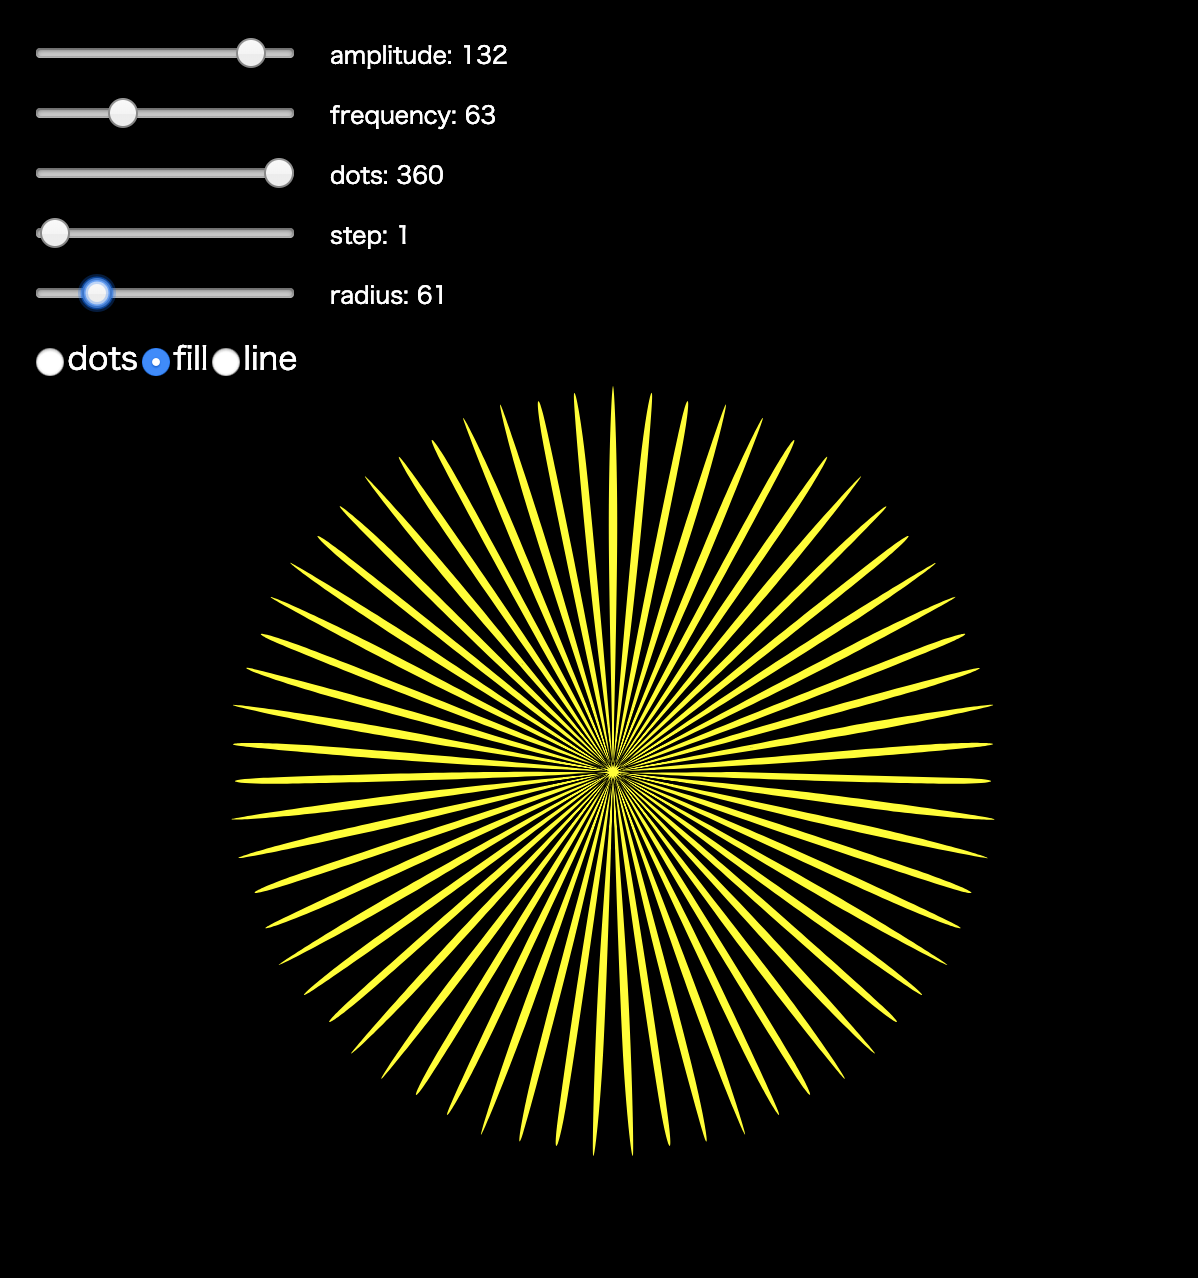 amplitude: 132
frequency: 63
dots: 360
step: 1
radius: 61
dots fill line